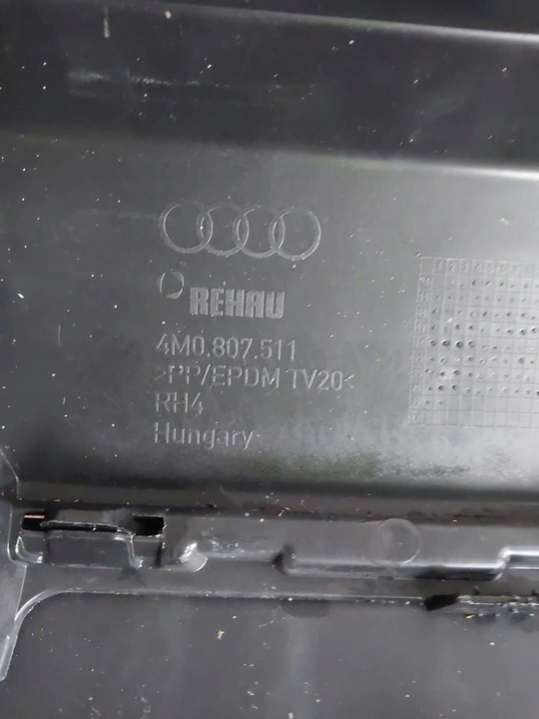 REHAU
4M0.807.511
>PP/EPDM TV20<
RH4
Hungary